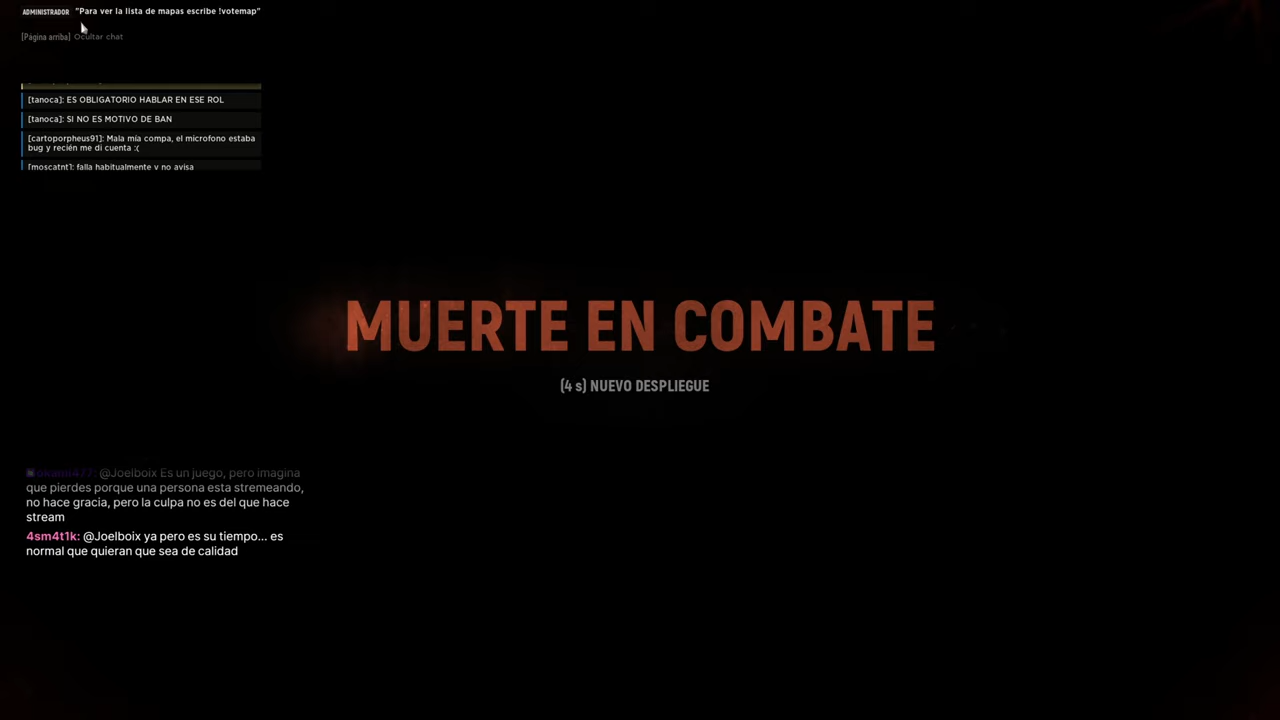 ADMINISTRADOR "Para ver la lista de mapas escribe !votemap"
[Página arriba] Ocultar chat
[tanoca]: ES OBLIGATORIO HABLAR EN ESE ROL
[tanoca]: SI NO ES MOTIVO DE BAN
[cartoporpheus91]: Mala mía compa, el microfono estaba
bug y recién me di cuenta :(
[moscatnt]: falla habitualmente y no avisa
MUERTE EN COMBATE
(4 s) NUEVO DESPLIEGUE
@Joelboix Es un juego, pero imagina
que pierdes porque una persona esta stremeando,
no hace gracia, pero la culpa no es del que hace
stream
4sm4t1k: @Joelboix ya pero es su tiempo... es
normal que quieran que sea de calidad